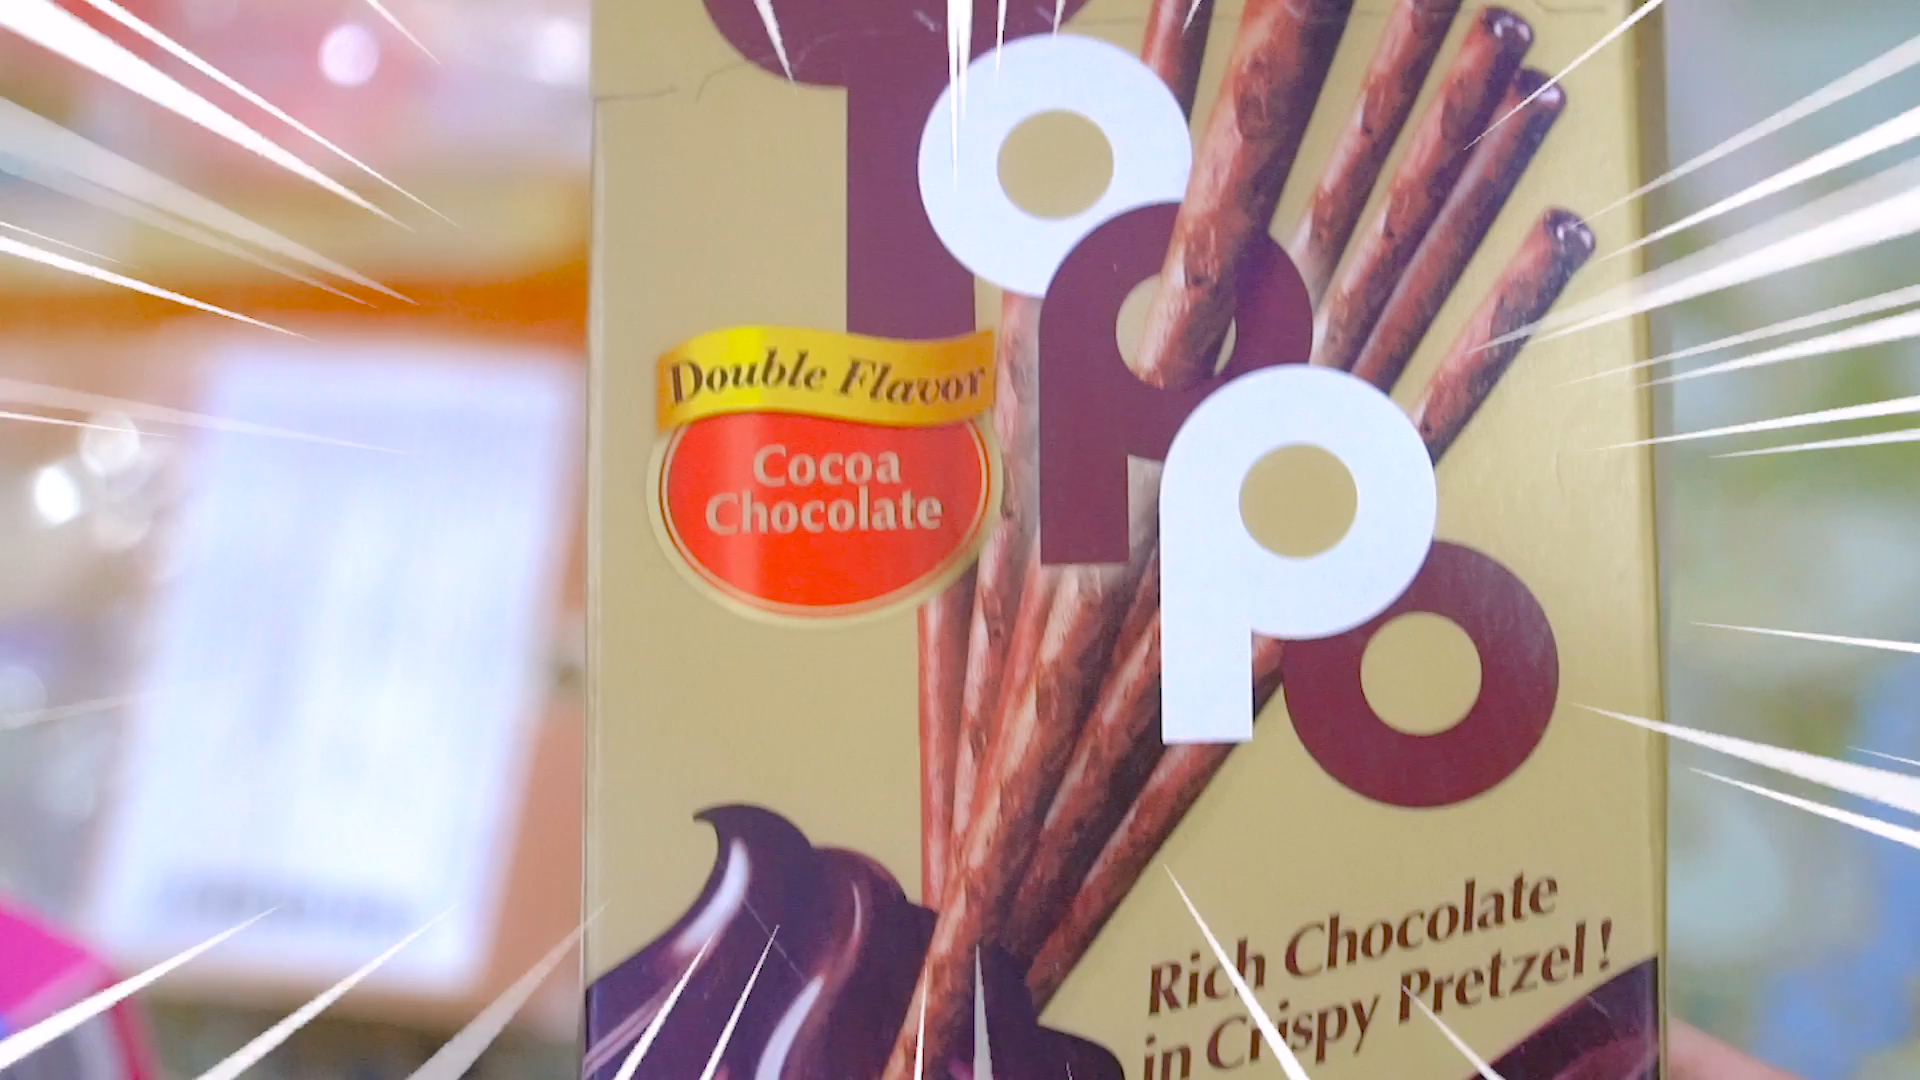 TOPPO
Double Flavor
Cocoa
Chocolate
Rich Chocolate
in Crispy Pretzel!